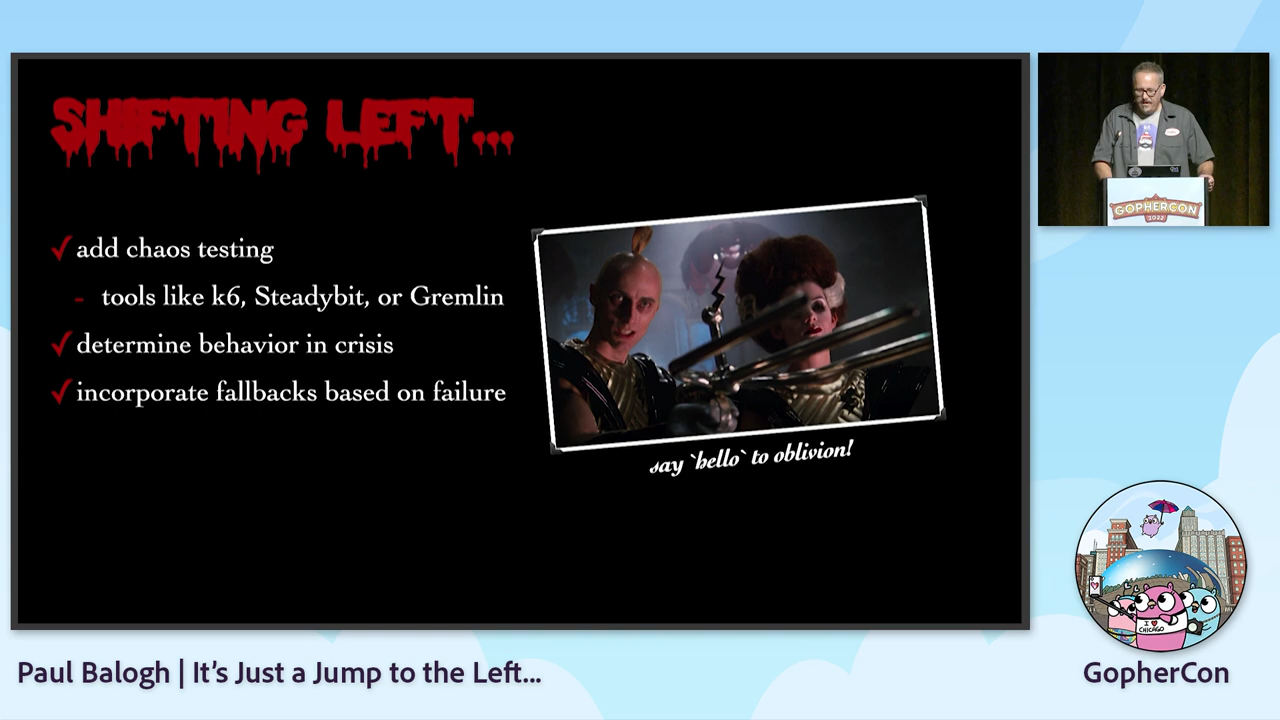 SHIFTING LEFT...
✓ add chaos testing
- tools like k6, Steadybit, or Gremlin
✓ determine behavior in crisis
✓ incorporate fallbacks based on failure
say `hello` to oblivion!
GOPHERCON
2022
I ♥
CHICAGO
Paul Balogh | It's Just a Jump to the Left...
GopherCon